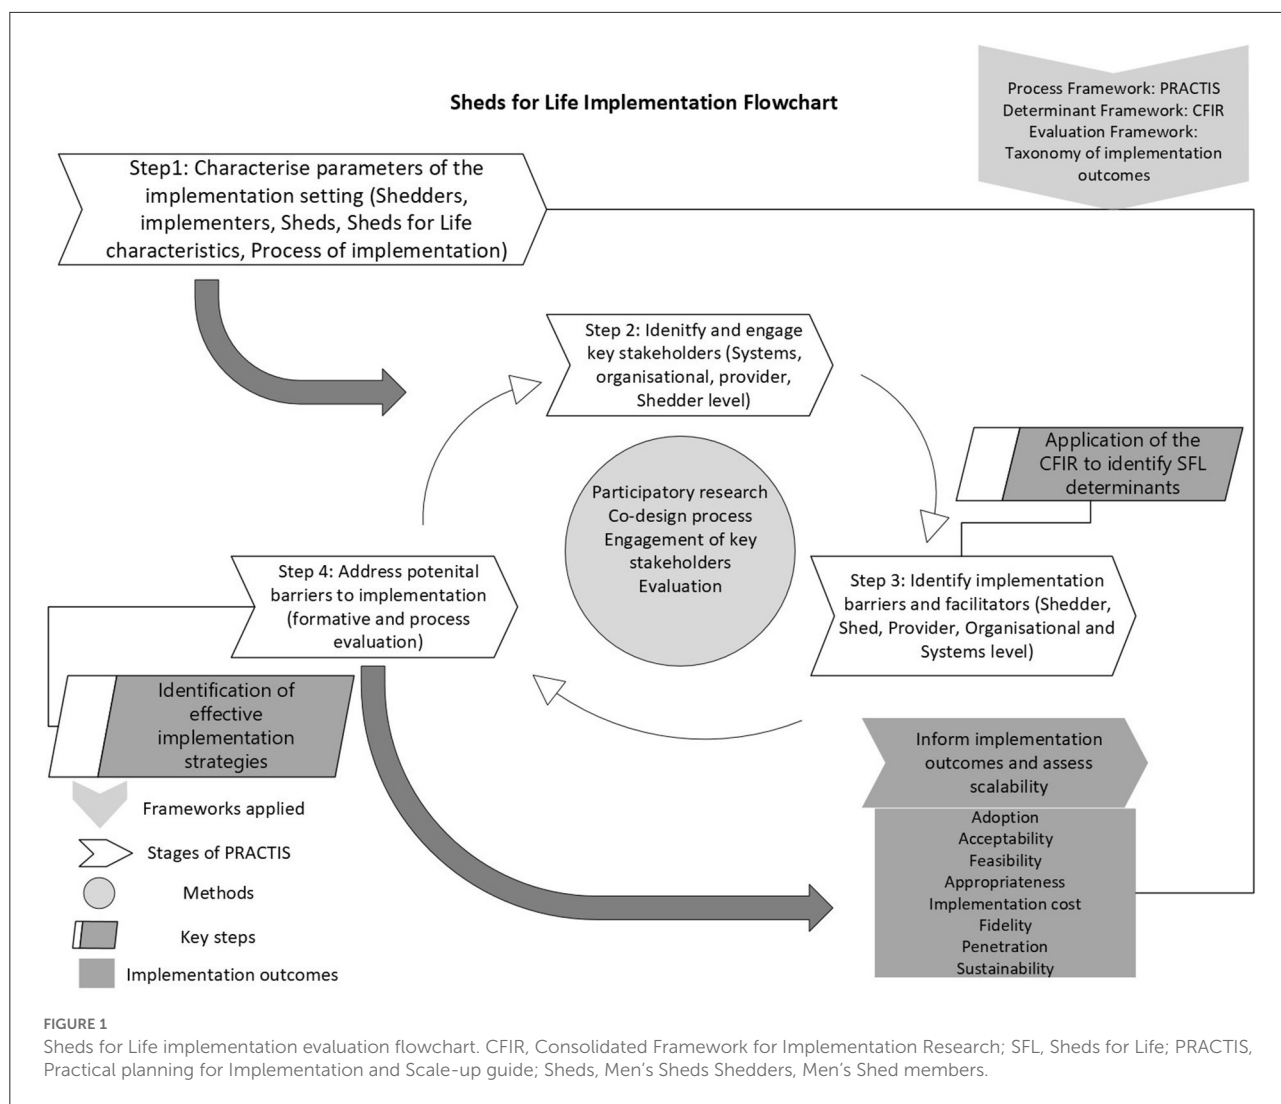 Sheds for Life Implementation Flowchart
Process Framework: PRACTIS
Determinant Framework: CFIR
Evaluation Framework:
Taxonomy of implementation
outcomes
Step1: Characterise parameters of the
implementation setting (Shedders,
implementers, Sheds, Sheds for Life
characteristics, Process of implementation)
Step 2: Idenitfy and engage
key stakeholders (Systems,
organisational, provider,
Shedder level)
Application of the
CFIR to identify SFL
determinants
Participatory research
Co-design process
Engagement of key
stakeholders
Evaluation
Step 4: Address potenital
barriers to implementation
(formative and process
evaluation)
Step 3: Identify implementation
barriers and facilitators (Shedder,
Shed, Provider, Organisational and
Systems level)
Identification of
effective
implementation
strategies
Inform implementation
outcomes and assess
scalability
Adoption
Acceptability
Feasibility
Appropriateness
Implementation cost
Fidelity
Penetration
Sustainability
Frameworks applied
Stages of PRACTIS
Methods
Key steps
Implementation outcomes
FIGURE 1
Sheds for Life implementation evaluation flowchart. CFIR, Consolidated Framework for Implementation Research; SFL, Sheds for Life; PRACTIS,
Practical planning for Implementation and Scale-up guide; Sheds, Men's Sheds Shedders, Men's Shed members.